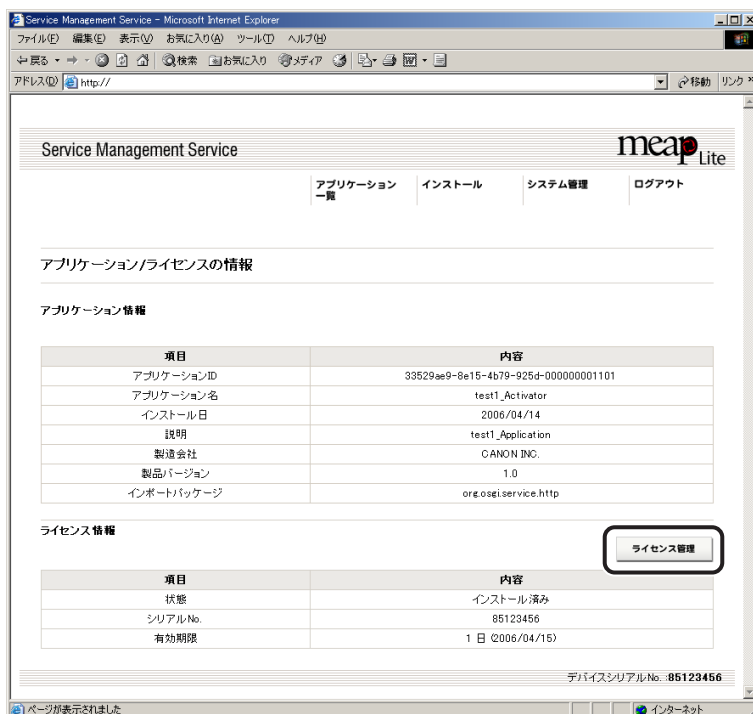 Service Management Service - Microsoft Internet Explorer
ファイル(F) 編集(E) 表示(V) お気に入り(A) ツール(T) ヘルプ(H)
戻る 検索 お気に入り メディア
アドレス(D) http:// 移動 リンク »
Service Management Service meap Lite
アプリケーション一覧 インストール システム管理 ログアウト
アプリケーション/ライセンスの情報
アプリケーション情報
項目 内容
アプリケーションID 33529ae9-8e15-4b79-925d-000000001101
アプリケーション名 test1_Activator
インストール日 2006/04/14
説明 test1_Application
製造会社 CANON INC.
製品バージョン 1.0
インポートパッケージ org.osgi.service.http
ライセンス情報
ライセンス管理
項目 内容
状態 インストール済み
シリアルNo. 85123456
有効期限 1 日 (2006/04/15)
デバイスシリアルNo. :85123456
ページが表示されました インターネット